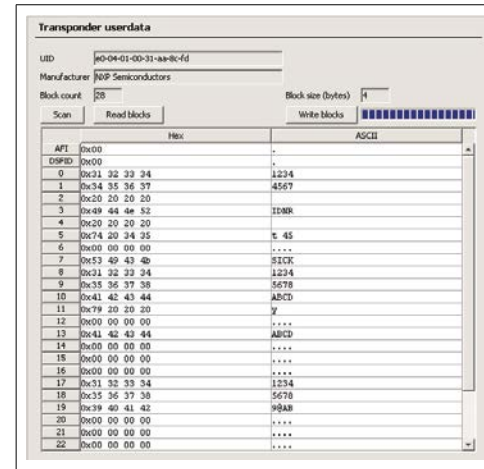 Transponder userdata
UID e0-04-01-00-31-aa-8c-fd
Manufacturer NXP Semiconductors
Block count 28 Block size (bytes) 4
Scan Read blocks Write blocks
Hex ASCII
AFI 0x00 .
DSFID 0x00 .
0 0x31 32 33 34 1234
1 0x34 35 36 37 4567
2 0x20 20 20 20
3 0x49 44 4e 52 IDNR
4 0x20 20 20 20
5 0x74 20 34 35 t 45
6 0x00 00 00 00 ....
7 0x53 49 43 4b SICK
8 0x31 32 33 34 1234
9 0x35 36 37 38 5678
10 0x41 42 43 44 ABCD
11 0x79 20 20 20 y
12 0x00 00 00 00 ....
13 0x41 42 43 44 ABCD
14 0x00 00 00 00 ....
15 0x00 00 00 00 ....
16 0x00 00 00 00 ....
17 0x31 32 33 34 1234
18 0x35 36 37 38 5678
19 0x39 40 41 42 9@AB
20 0x00 00 00 00 ....
21 0x00 00 00 00 ....
22 0x00 00 00 00 ....